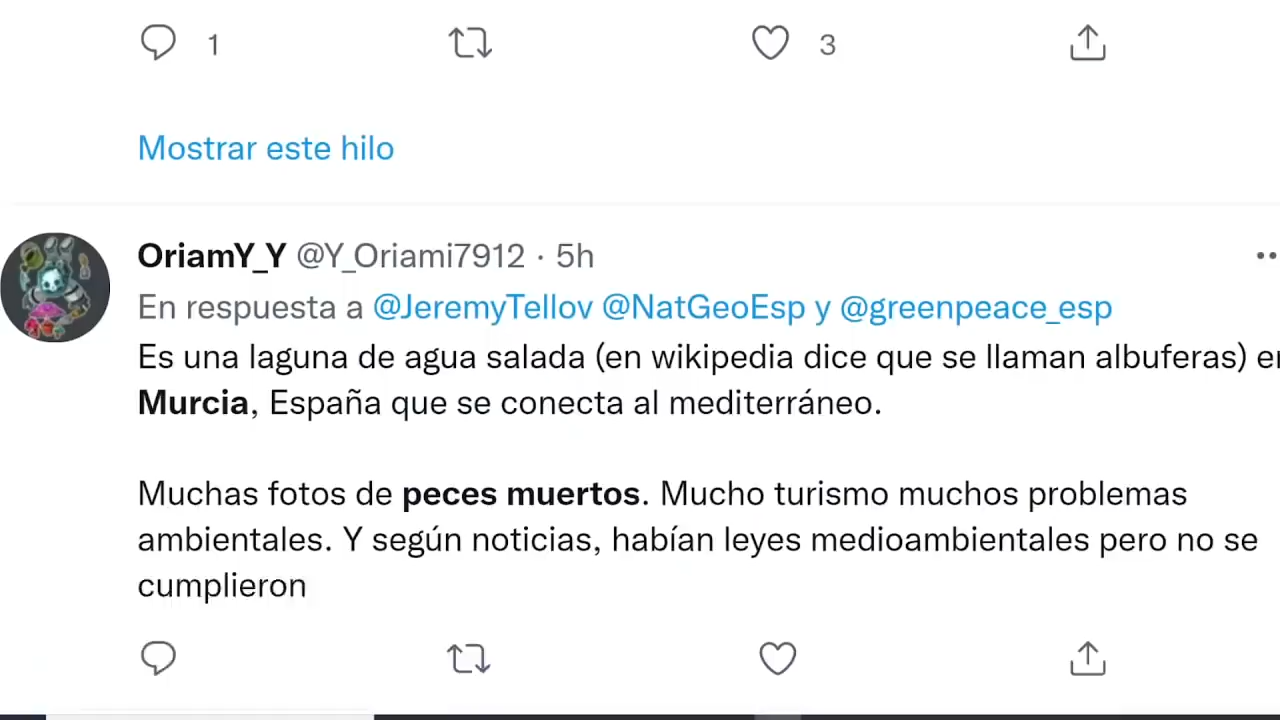 1 3
Mostrar este hilo
OriamY_Y @Y_Oriami7912 · 5h
En respuesta a @JeremyTellov @NatGeoEsp y @greenpeace_esp
Es una laguna de agua salada (en wikipedia dice que se llaman albuferas)
Murcia, España que se conecta al mediterráneo.
Muchas fotos de peces muertos. Mucho turismo muchos problemas
ambientales. Y según noticias, habían leyes medioambientales pero no se
cumplieron